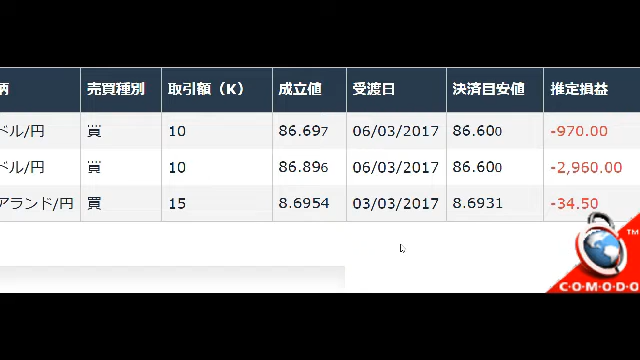 柄 売買種別 取引額（K） 成立値 受渡日 決済目安値 推定損益
ドル/円 買 10 86.697 06/03/2017 86.600 -970.00
ドル/円 買 10 86.896 06/03/2017 86.600 -2,960.00
アランド/円 買 15 8.6954 03/03/2017 8.6931 -34.50
TM
C·O·M·O·D·O